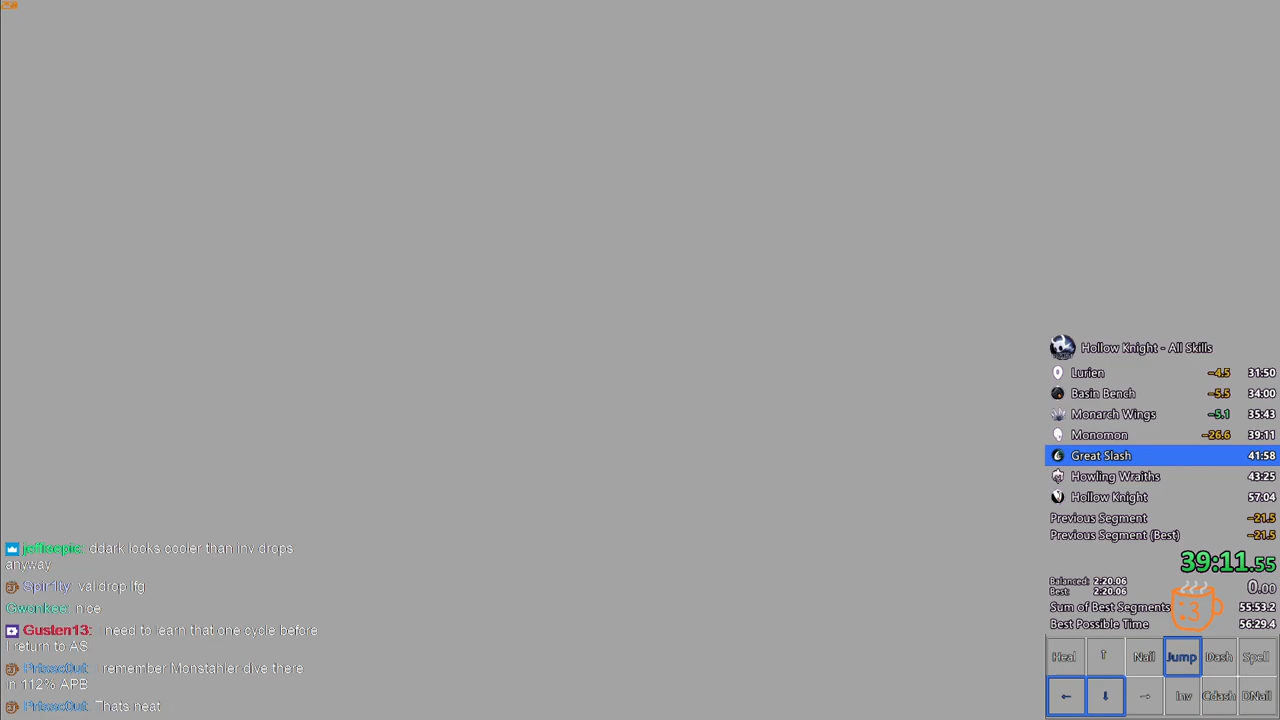 Hollow Knight - All Skills
Lurien -4.5 31:50
Basin Bench -5.5 34:00
Monarch Wings -5.1 35:43
Monomon -26.6 39:11
Great Slash 41:58
Howling Wraiths 43:25
Hollow Knight 57:04
Previous Segment -21.5
Previous Segment (Best) -21.5
39:11.55
Balanced: 2:20.06
Best: 2:20.06
0.00
Sum of Best Segments 55:53.2
Best Possible Time 56:29.4
Heal ↑ Nail Jump Dash Spell
← ↓ → Inv Cdash DNail
: ddark looks cooler than inv drops
anyway
Spir1ty: valdrop lfg
Gwonkee: nice
Gusten13: i need to learn that one cycle before
I return to AS
remember Monstahier dive there
in 112% APB
Thats neat